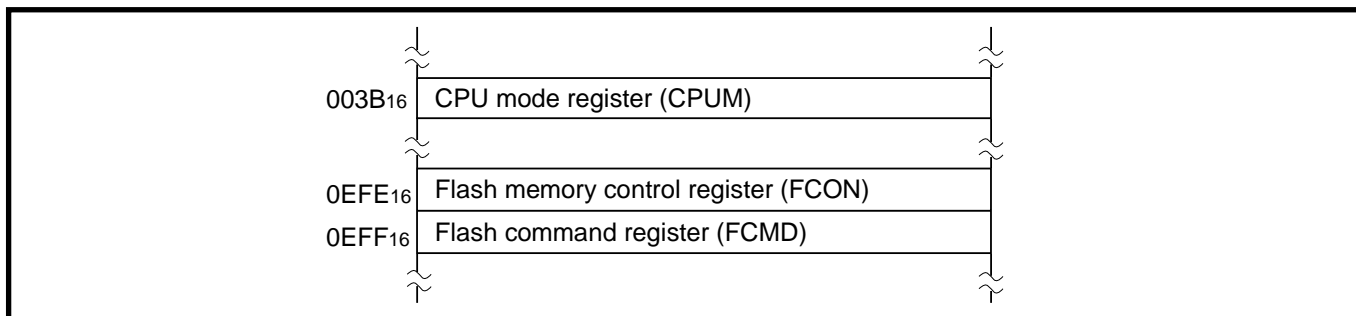 003B16 CPU mode register (CPUM)
0EFE16 Flash memory control register (FCON)
0EFF16 Flash command register (FCMD)